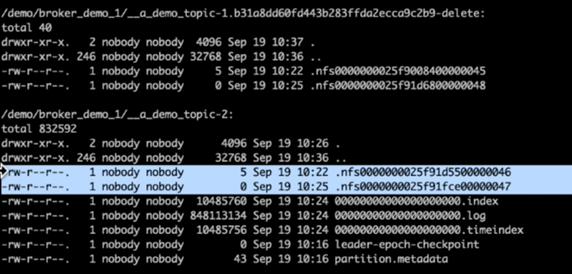 /demo/broker_demo_1/__a_demo_topic-1.b31a8dd60fd443b283ffda2ecca9c2b9-delete:
total 40
drwxr-xr-x. 2 nobody nobody 4096 Sep 19 10:37 .
drwxr-xr-x. 246 nobody nobody 32768 Sep 19 10:36 ..
-rw-r--r--. 1 nobody nobody 5 Sep 19 10:22 .nfs0000000025f9008400000045
-rw-r--r--. 1 nobody nobody 0 Sep 19 10:25 .nfs0000000025f91d6800000048
/demo/broker_demo_1/__a_demo_topic-2:
total 832592
drwxr-xr-x. 2 nobody nobody 4096 Sep 19 10:26 .
drwxr-xr-x. 246 nobody nobody 32768 Sep 19 10:36 ..
-rw-r--r--. 1 nobody nobody 5 Sep 19 10:22 .nfs0000000025f91d5500000046
-rw-r--r--. 1 nobody nobody 0 Sep 19 10:25 .nfs0000000025f91fce00000047
-rw-r--r--. 1 nobody nobody 10485760 Sep 19 10:24 00000000000000000000.index
-rw-r--r--. 1 nobody nobody 848113134 Sep 19 10:24 00000000000000000000.log
-rw-r--r--. 1 nobody nobody 10485756 Sep 19 10:24 00000000000000000000.timeindex
-rw-r--r--. 1 nobody nobody 0 Sep 19 10:16 leader-epoch-checkpoint
-rw-r--r--. 1 nobody nobody 43 Sep 19 10:16 partition.metadata